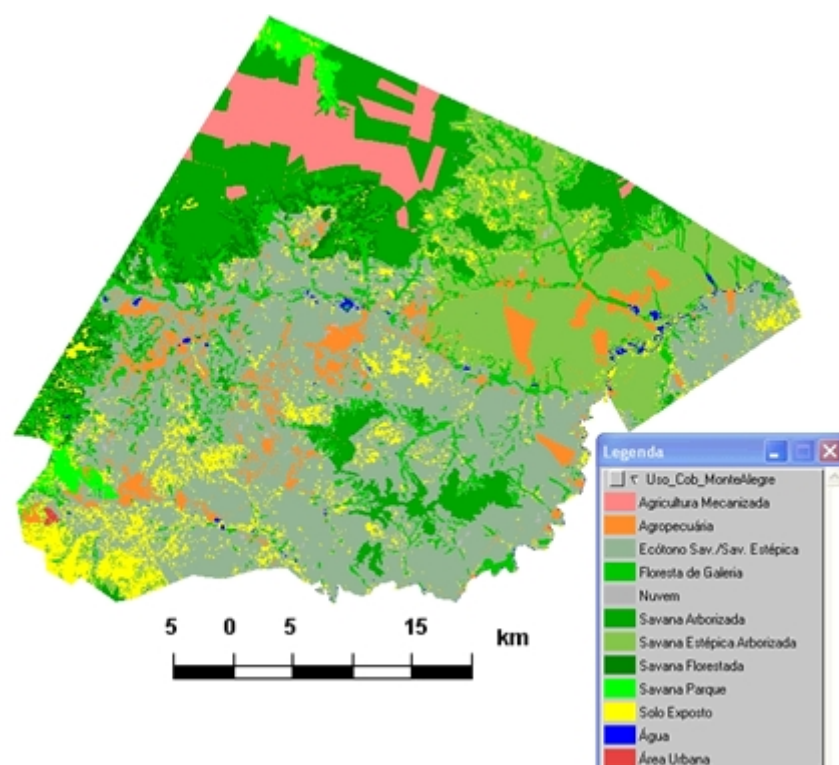 Legenda
Uso_Cob_MonteAlegre
Agricultura Mecanizada
Agropecuária
Ecótono Sav./Sav. Estépica
Floresta de Galeria
Nuvem
Savana Arborizada
Savana Estépica Arborizada
Savana Florestada
Savana Parque
Solo Exposto
Água
Área Urbana
5 0 5 15 km